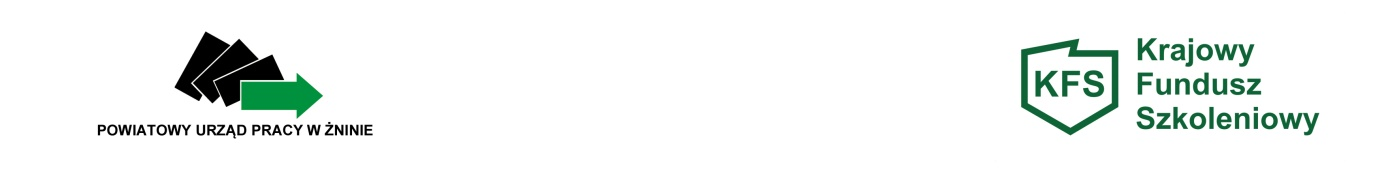 POWIATOWY URZĄD PRACY W ŻNINIE
KFS
Krajowy
Fundusz
Szkoleniowy